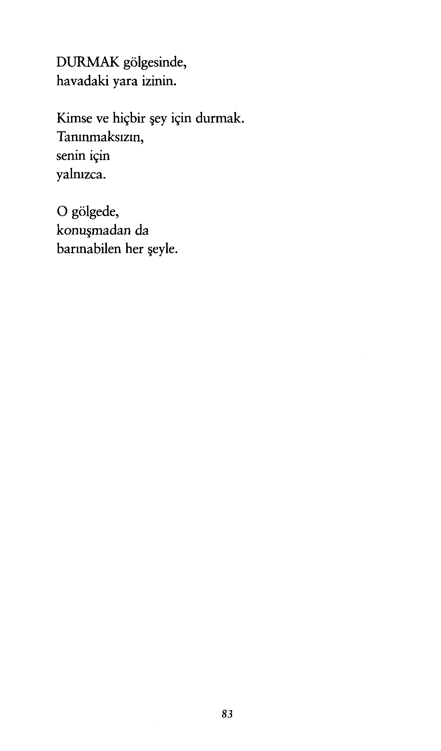 DURMAK gölgesinde,
havadaki yara izinin.
Kimse ve hiçbir şey için durmak.
Tanınmaksızın,
senin için
yalnızca.
O gölgede,
konuşmadan da
barınabilen her şeyle.
83